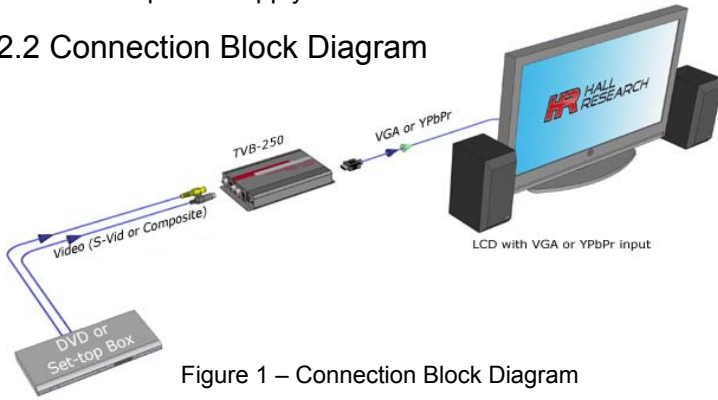 2.2 Connection Block Diagram
HALL
RESEARCH
TVB-250
VGA or YPbPr
Video (S-Vid or Composite)
LCD with VGA or YPbPr input
DVD or
Set-top Box
Figure 1 – Connection Block Diagram